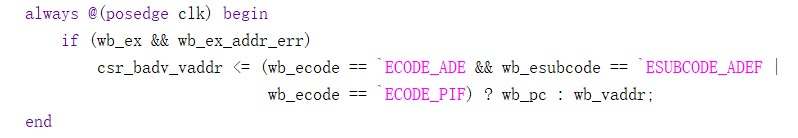 always @(posedge clk) begin
    if (wb_ex && wb_ex_addr_err)
        csr_badv_vaddr <= (wb_ecode == `ECODE_ADE && wb_esubcode == `ESUBCODE_ADEF |
                           wb_ecode == `ECODE_PIF) ? wb_pc : wb_vaddr;
end